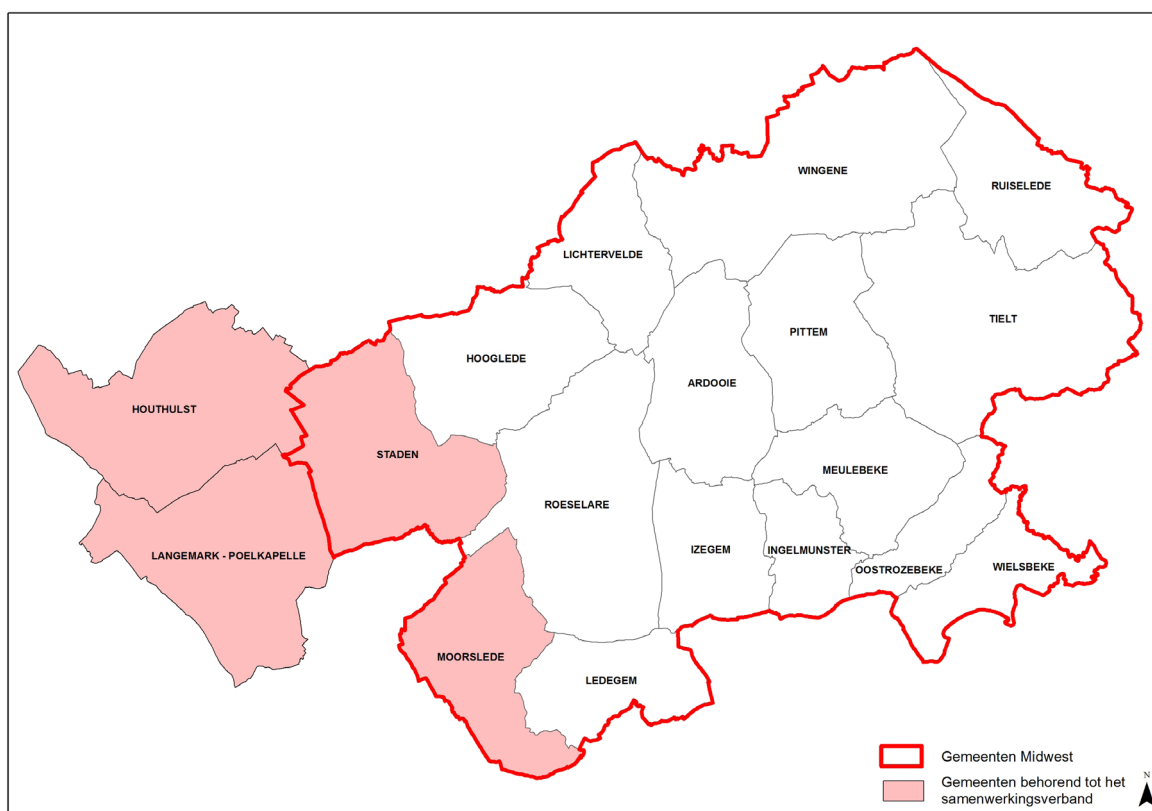 WINGENE
RUISELEDE
LICHTERVELDE
TIELT
PITTEM
HOOGLEDE
ARDOOIE
HOUTHULST
STADEN
MEULEBEKE
ROESELARE
LANGEMARK - POELKAPELLE
IZEGEM
INGELMUNSTER
OOSTROZEBEKE
WIELSBEKE
MOORSLEDE
LEDEGEM
Gemeenten Midwest
Gemeenten behorend tot het
samenwerkingsverband
N